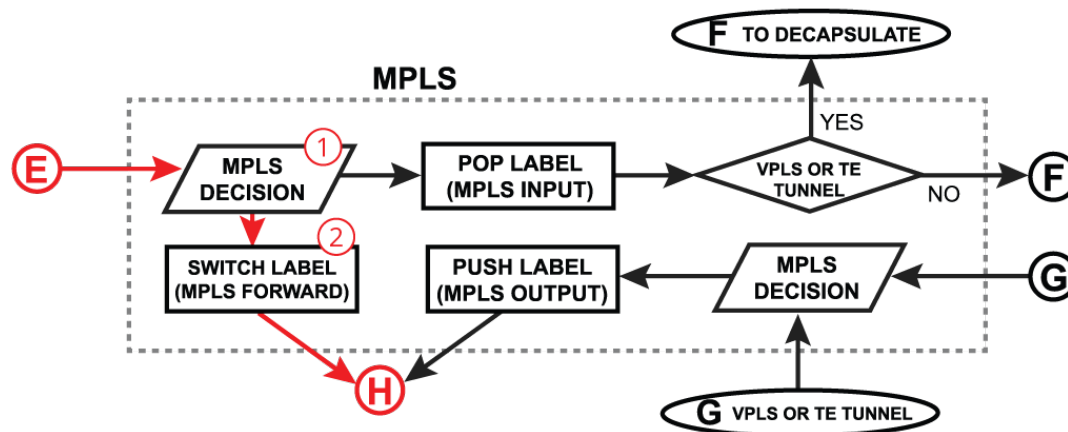 F TO DECAPSULATE
MPLS
YES
E
MPLS
DECISION
1
POP LABEL
(MPLS INPUT)
VPLS OR TE
TUNNEL
NO
F
SWITCH LABEL
(MPLS FORWARD)
2
PUSH LABEL
(MPLS OUTPUT)
MPLS
DECISION
G
H
G VPLS OR TE TUNNEL